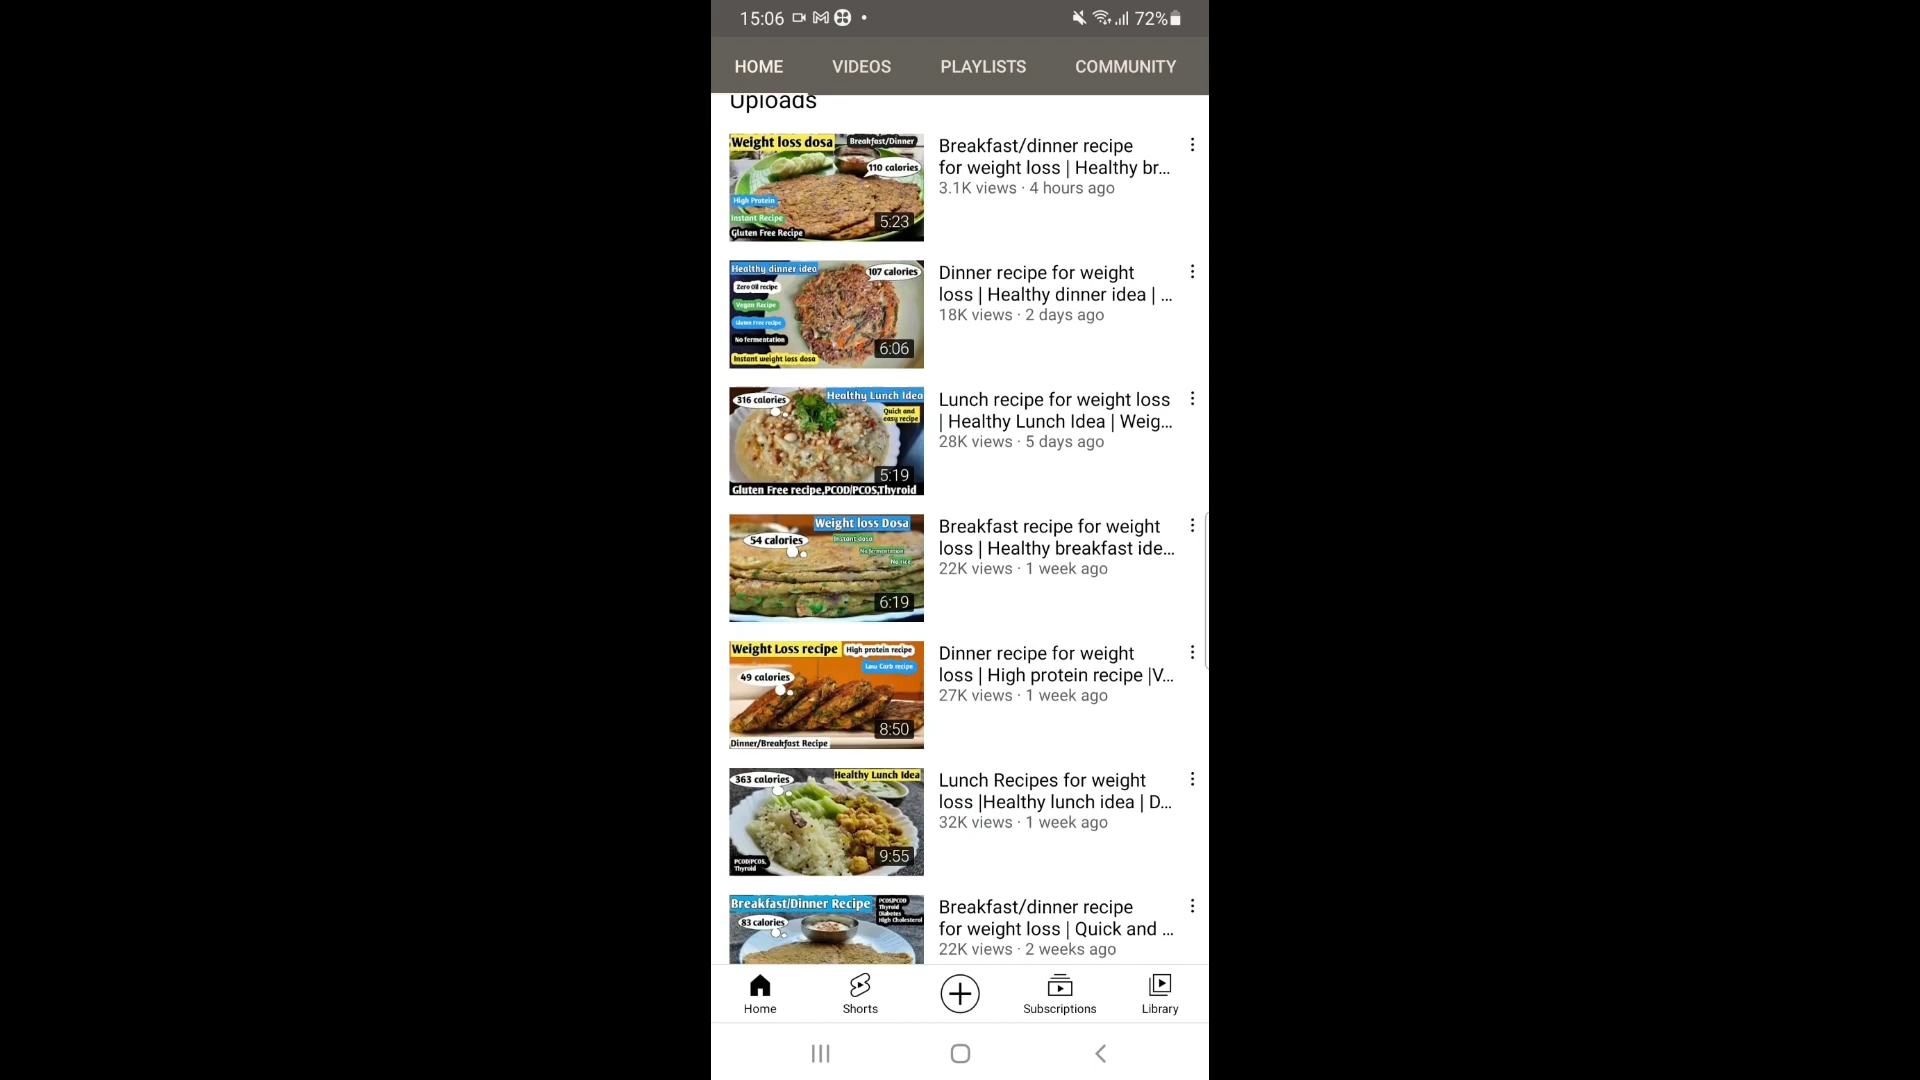 15:06
72%
HOME VIDEOS PLAYLISTS COMMUNITY
Uploads
Weight loss dosa
Breakfast/Dinner
110 calories
High Protein
Instant Recipe
5:23
Gluten Free Recipe
Breakfast/dinner recipe
for weight loss | Healthy br...
3.1K views · 4 hours ago
Healthy dinner idea
107 calories
Zero Oil recipe
Vegan Recipe
Gluten Free recipe
No fermentation
6:06
Instant weight loss dosa
Dinner recipe for weight
loss | Healthy dinner idea | ...
18K views · 2 days ago
316 calories
Healthy Lunch Idea
Quick and
easy recipe
5:19
Gluten Free recipe,PCOD/PCOS,Thyroid
Lunch recipe for weight loss
| Healthy Lunch Idea | Weig...
28K views · 5 days ago
Weight loss Dosa
54 calories
Instant dosa
No fermentation
No rice
6:19
Breakfast recipe for weight
loss | Healthy breakfast ide...
22K views · 1 week ago
Weight Loss recipe
High protein recipe
Low Carb recipe
49 calories
8:50
Dinner/Breakfast Recipe
Dinner recipe for weight
loss | High protein recipe |V...
27K views · 1 week ago
363 calories
Healthy Lunch Idea
9:55
PCOD/PCOS,
Thyroid
Lunch Recipes for weight
loss |Healthy lunch idea | D...
32K views · 1 week ago
Breakfast/Dinner Recipe
PCOS/PCOD
Thyroid
Diabetes
High Cholesterol
83 calories
Breakfast/dinner recipe
for weight loss | Quick and ...
22K views · 2 weeks ago
Home Shorts Subscriptions Library